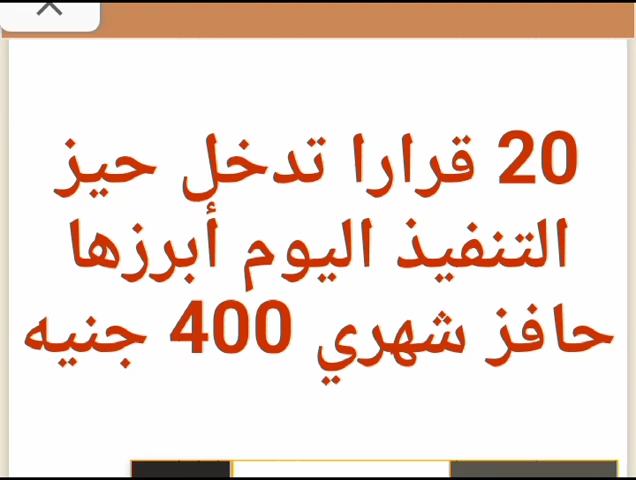 20 قرارا تدخل حيز
التنفيذ اليوم أبرزها
حافز شهري 400 جنيه